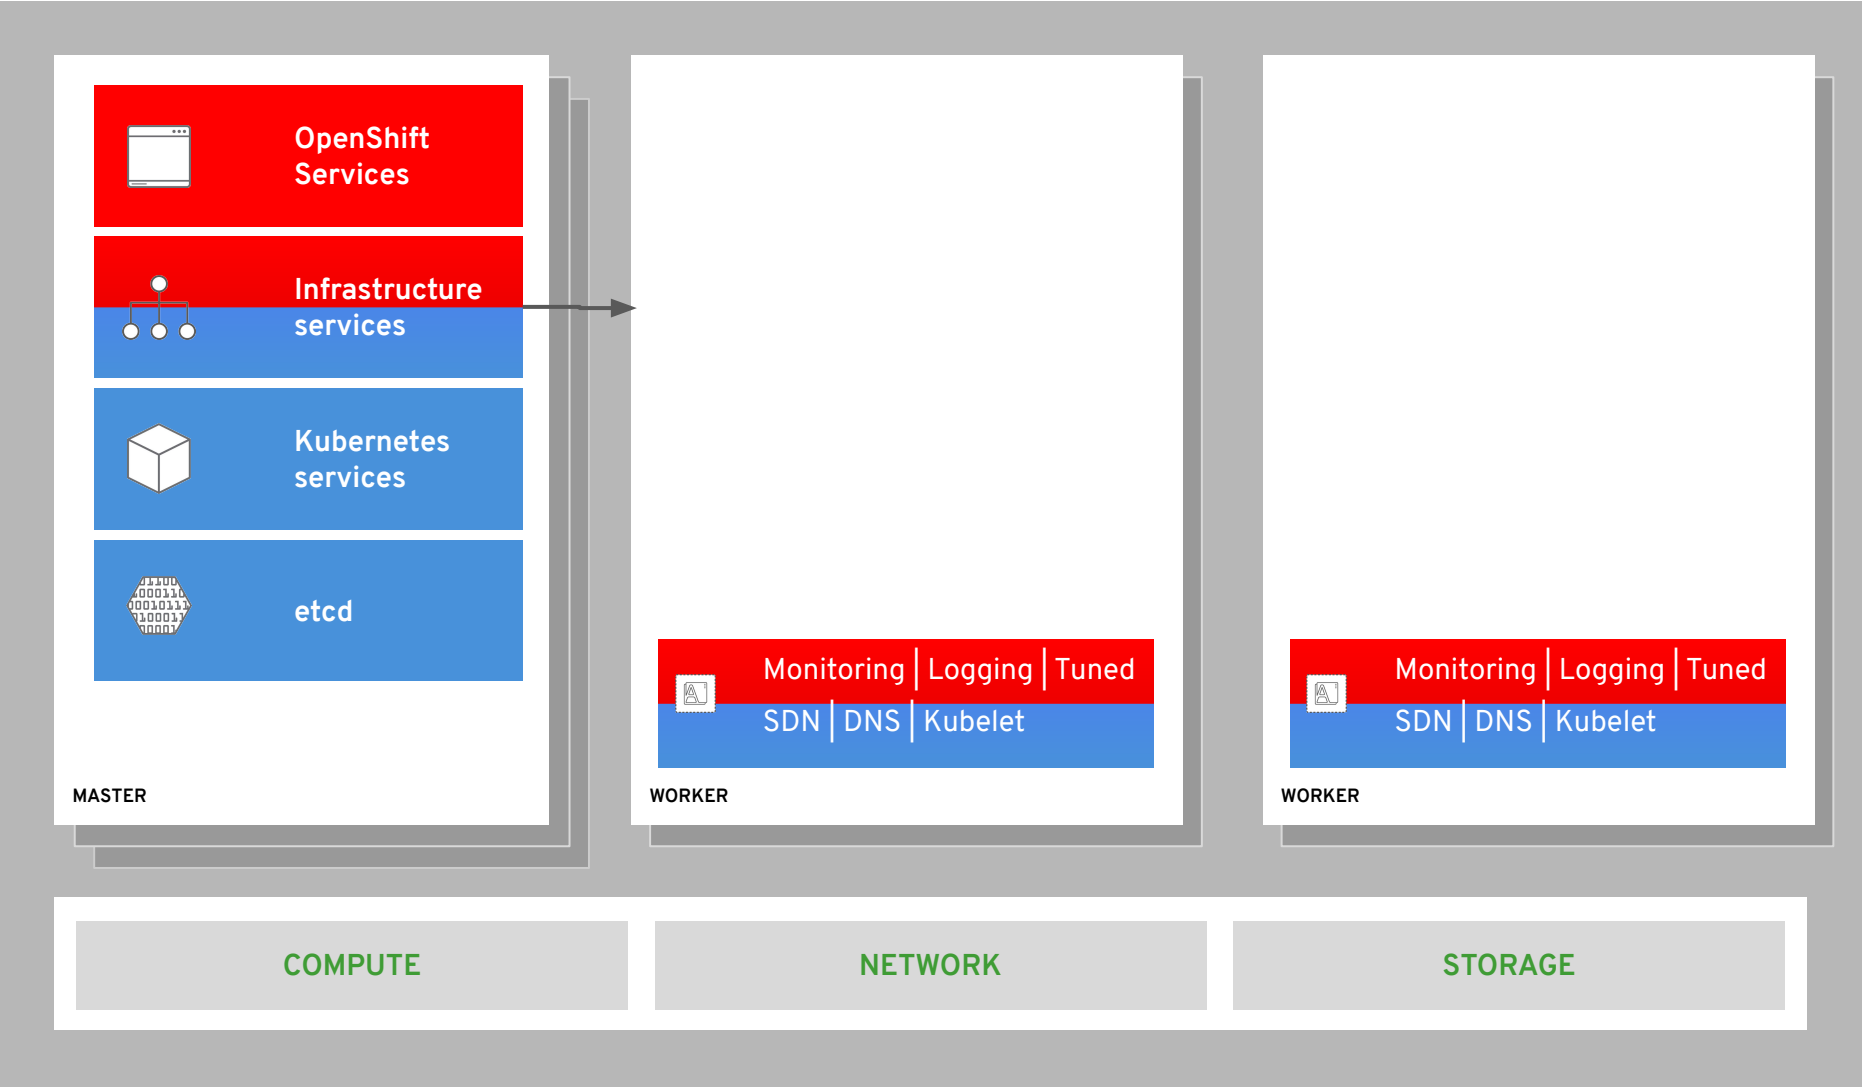 OpenShift
Services
Infrastructure
services
Kubernetes
services
etcd
MASTER
Monitoring | Logging | Tuned
SDN | DNS | Kubelet
WORKER
Monitoring | Logging | Tuned
SDN | DNS | Kubelet
WORKER
COMPUTE
NETWORK
STORAGE